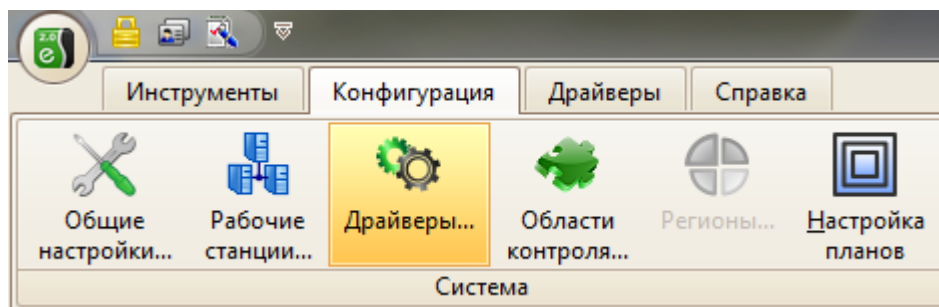 2.0
e
Инструменты Конфигурация Драйверы Справка
Общие настройки... Рабочие станции... Драйверы... Области контроля... Регионы... Настройка планов
Система